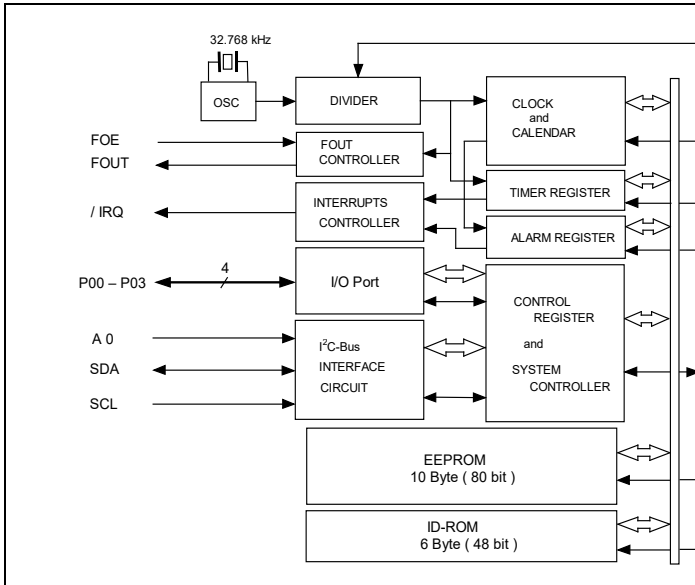 32.768 kHz
OSC
DIVIDER
CLOCK
and
CALENDAR
FOE
FOUT
FOUT
CONTROLLER
TIMER REGISTER
/ IRQ
INTERRUPTS
CONTROLLER
ALARM REGISTER
P00 – P03
4
I/O Port
CONTROL
REGISTER
and
SYSTEM
CONTROLLER
A 0
SDA
SCL
I²C-Bus
INTERFACE
CIRCUIT
EEPROM
10 Byte ( 80 bit )
ID-ROM
6 Byte ( 48 bit )